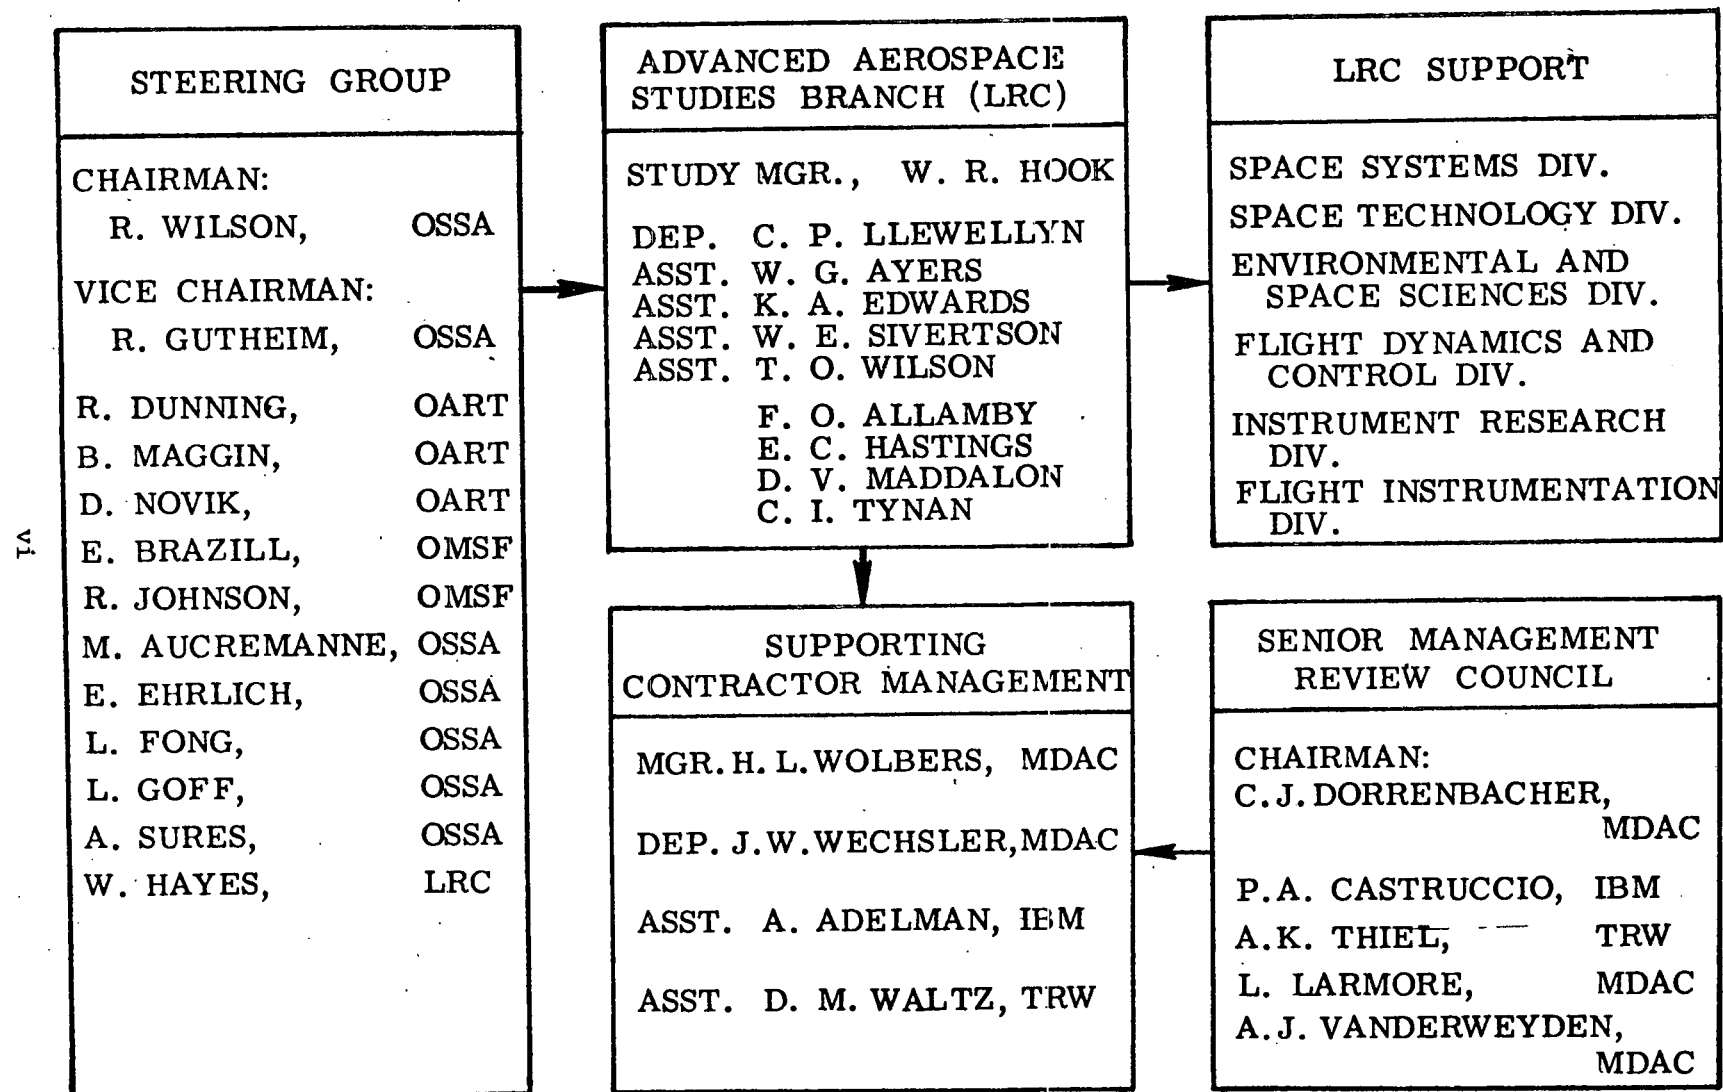 STEERING GROUP
CHAIRMAN:
R. WILSON, OSSA
VICE CHAIRMAN:
R. GUTHEIM, OSSA
R. DUNNING, OART
B. MAGGIN, OART
D. NOVIK, OART
E. BRAZILL, OMSF
R. JOHNSON, OMSF
M. AUCREMANNE, OSSA
E. EHRLICH, OSSA
L. FONG, OSSA
L. GOFF, OSSA
A. SURES, OSSA
W. HAYES, LRC
ADVANCED AEROSPACE
STUDIES BRANCH (LRC)
STUDY MGR., W. R. HOOK
DEP. C. P. LLEWELLYN
ASST. W. G. AYERS
ASST. K. A. EDWARDS
ASST. W. E. SIVERTSON
ASST. T. O. WILSON
F. O. ALLAMBY
E. C. HASTINGS
D. V. MADDALON
C. I. TYNAN
LRC SUPPORT
SPACE SYSTEMS DIV.
SPACE TECHNOLOGY DIV.
ENVIRONMENTAL AND
SPACE SCIENCES DIV.
FLIGHT DYNAMICS AND
CONTROL DIV.
INSTRUMENT RESEARCH
DIV.
FLIGHT INSTRUMENTATION
DIV.
SUPPORTING
CONTRACTOR MANAGEMENT
MGR. H. L. WOLBERS, MDAC
DEP. J.W. WECHSLER, MDAC
ASST. A. ADELMAN, IBM
ASST. D. M. WALTZ, TRW
SENIOR MANAGEMENT
REVIEW COUNCIL
CHAIRMAN:
C.J. DORRENBACHER,
MDAC
P.A. CASTRUCCIO, IBM
A.K. THIEL, TRW
L. LARMORE, MDAC
A.J. VANDERWEYDEN,
MDAC
vi